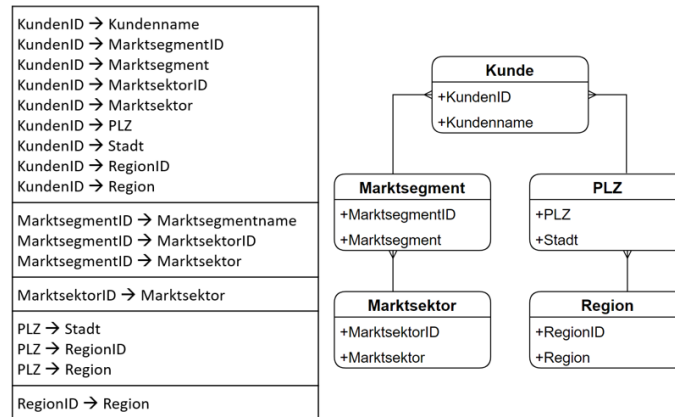 KundenID → Kundenname
KundenID → MarktsegmentID
KundenID → Marktsegment
KundenID → MarktsektorID
KundenID → Marktsektor
KundenID → PLZ
KundenID → Stadt
KundenID → RegionID
KundenID → Region
MarktsegmentID → Marktsegmentname
MarktsegmentID → MarktsektorID
MarktsegmentID → Marktsektor
MarktsektorID → Marktsektor
PLZ → Stadt
PLZ → RegionID
PLZ → Region
RegionID → Region
Kunde
+KundenID
+Kundenname
Marktsegment
+MarktsegmentID
+Marktsegment
PLZ
+PLZ
+Stadt
Marktsektor
+MarktsektorID
+Marktsektor
Region
+RegionID
+Region